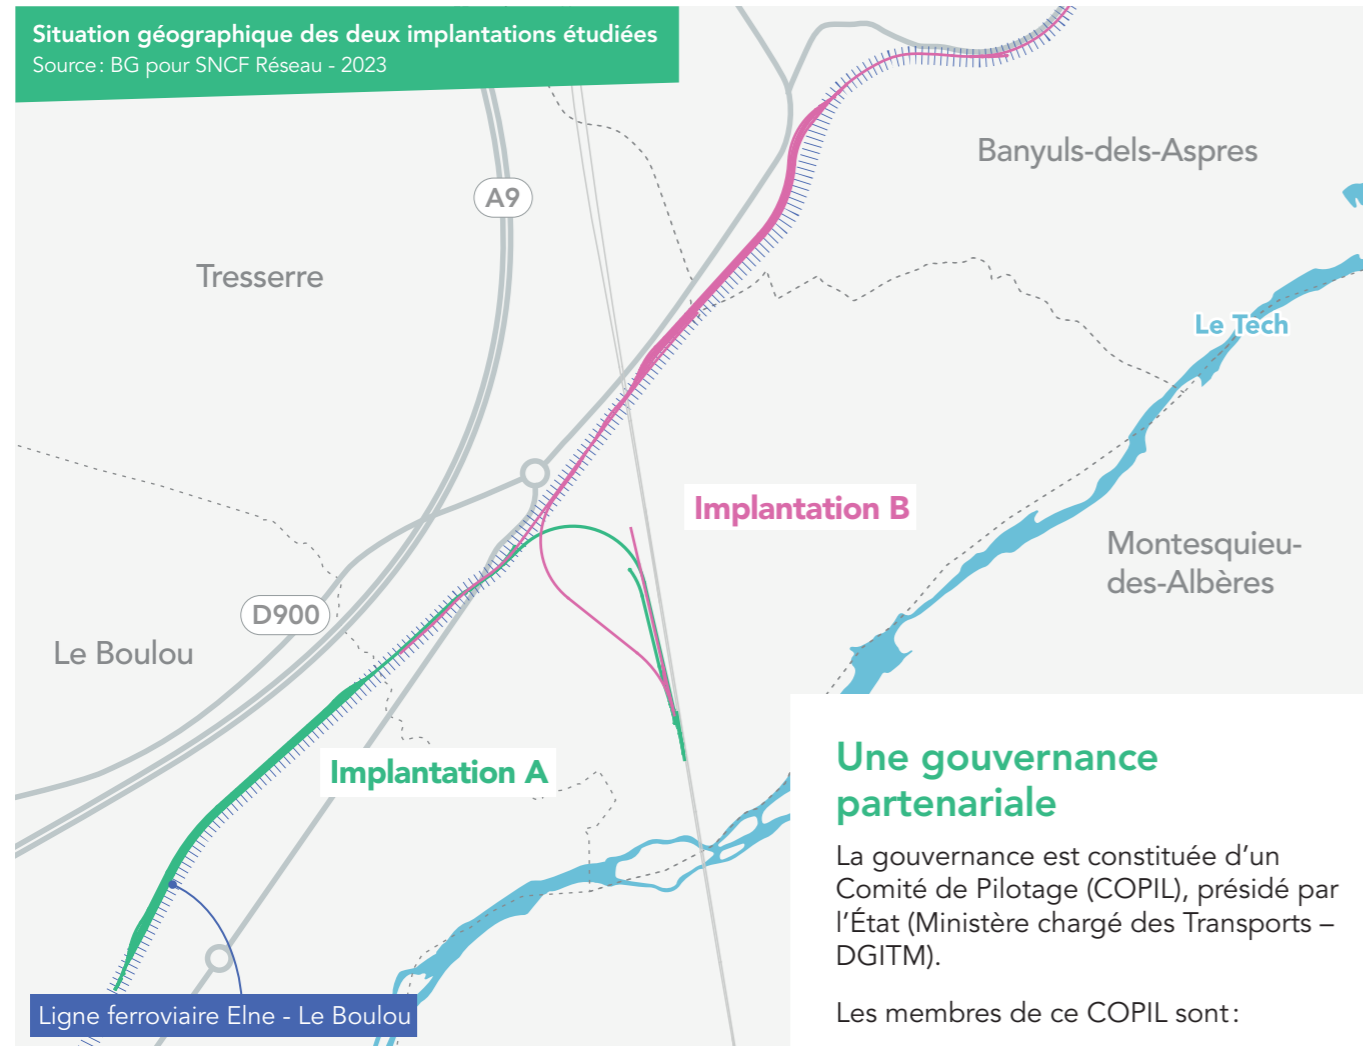 Situation géographique des deux implantations étudiées
Source : BG pour SNCF Réseau - 2023
Banyuls-dels-Aspres
A9
Tresserre
Le Tech
Implantation B
Montesquieu-
des-Albères
D900
Le Boulou
Implantation A
Ligne ferroviaire Elne - Le Boulou
Une gouvernance
partenariale
La gouvernance est constituée d’un
Comité de Pilotage (COPIL), présidé par
l’État (Ministère chargé des Transports –
DGITM).
Les membres de ce COPIL sont :